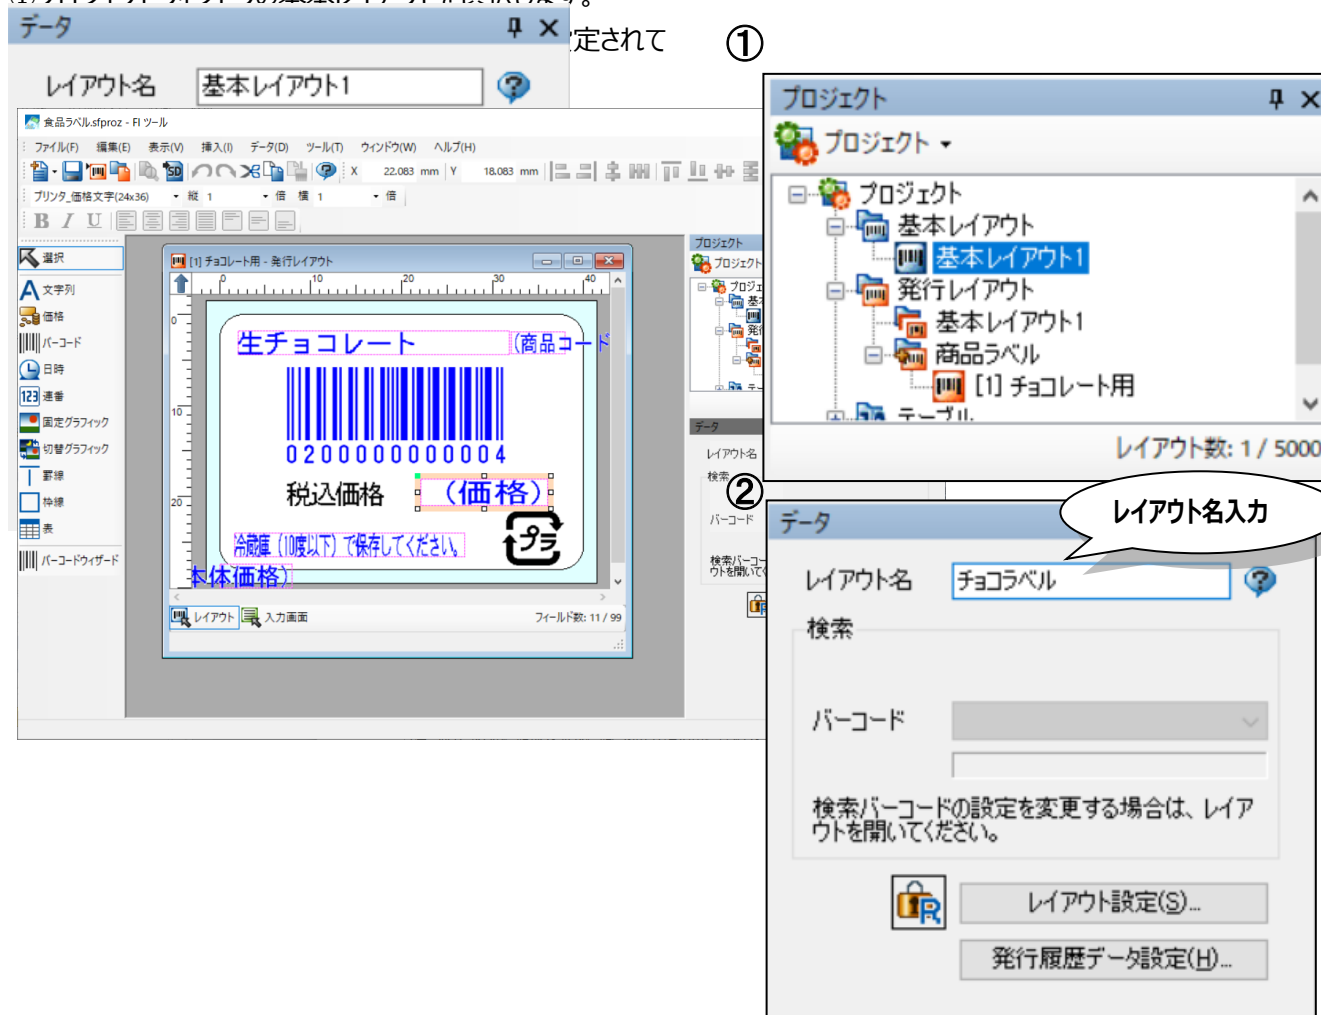 データ
定されて
①
レイアウト名
基本レイアウト1
食品ラベル.sfproz - FI ツール
ファイル(F) 編集(E) 表示(V) 挿入(I) データ(D) ツール(T) ウィンドウ(W) ヘルプ(H)
X 22.083 mm Y 18.083 mm
プリンタ_価格文字(24x36) 縦 1 倍 横 1 倍
B I U
選択
文字列
価格
バーコード
日時
123 連番
固定グラフィック
切替グラフィック
罫線
枠線
表
バーコードウィザード
[1] チョコレート用 - 発行レイアウト
0 10 20 30 40
0
10
20
生チョコレート
(商品コード
0200000000004
税込価格
(価格)
プラ
冷蔵庫(10度以下)で保存してください。
本体価格)
レイアウト 入力画面 フィールド数: 11 / 99
プロジェクト
データ
レイアウト名
検索
バーコード
プロジェクト
プロジェクト
プロジェクト
基本レイアウト
基本レイアウト1
発行レイアウト
基本レイアウト1
商品ラベル
[1] チョコレート用
テーブル
レイアウト数: 1 / 5000
②
データ
レイアウト名入力
レイアウト名
チョコラベル
検索
バーコード
検索バーコードの設定を変更する場合は、レイア
ウトを開いてください。
レイアウト設定(S)...
発行履歴データ設定(H)...